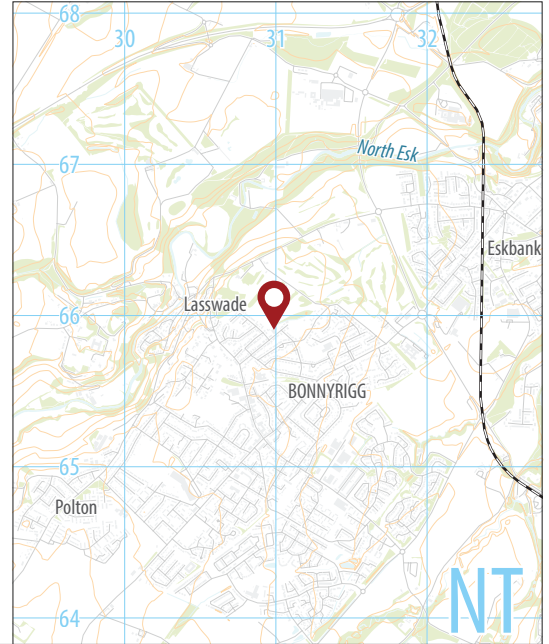 68
30
31
32
67
North Esk
Eskbank
Lasswade
66
BONNYRIGG
65
Polton
NT
64